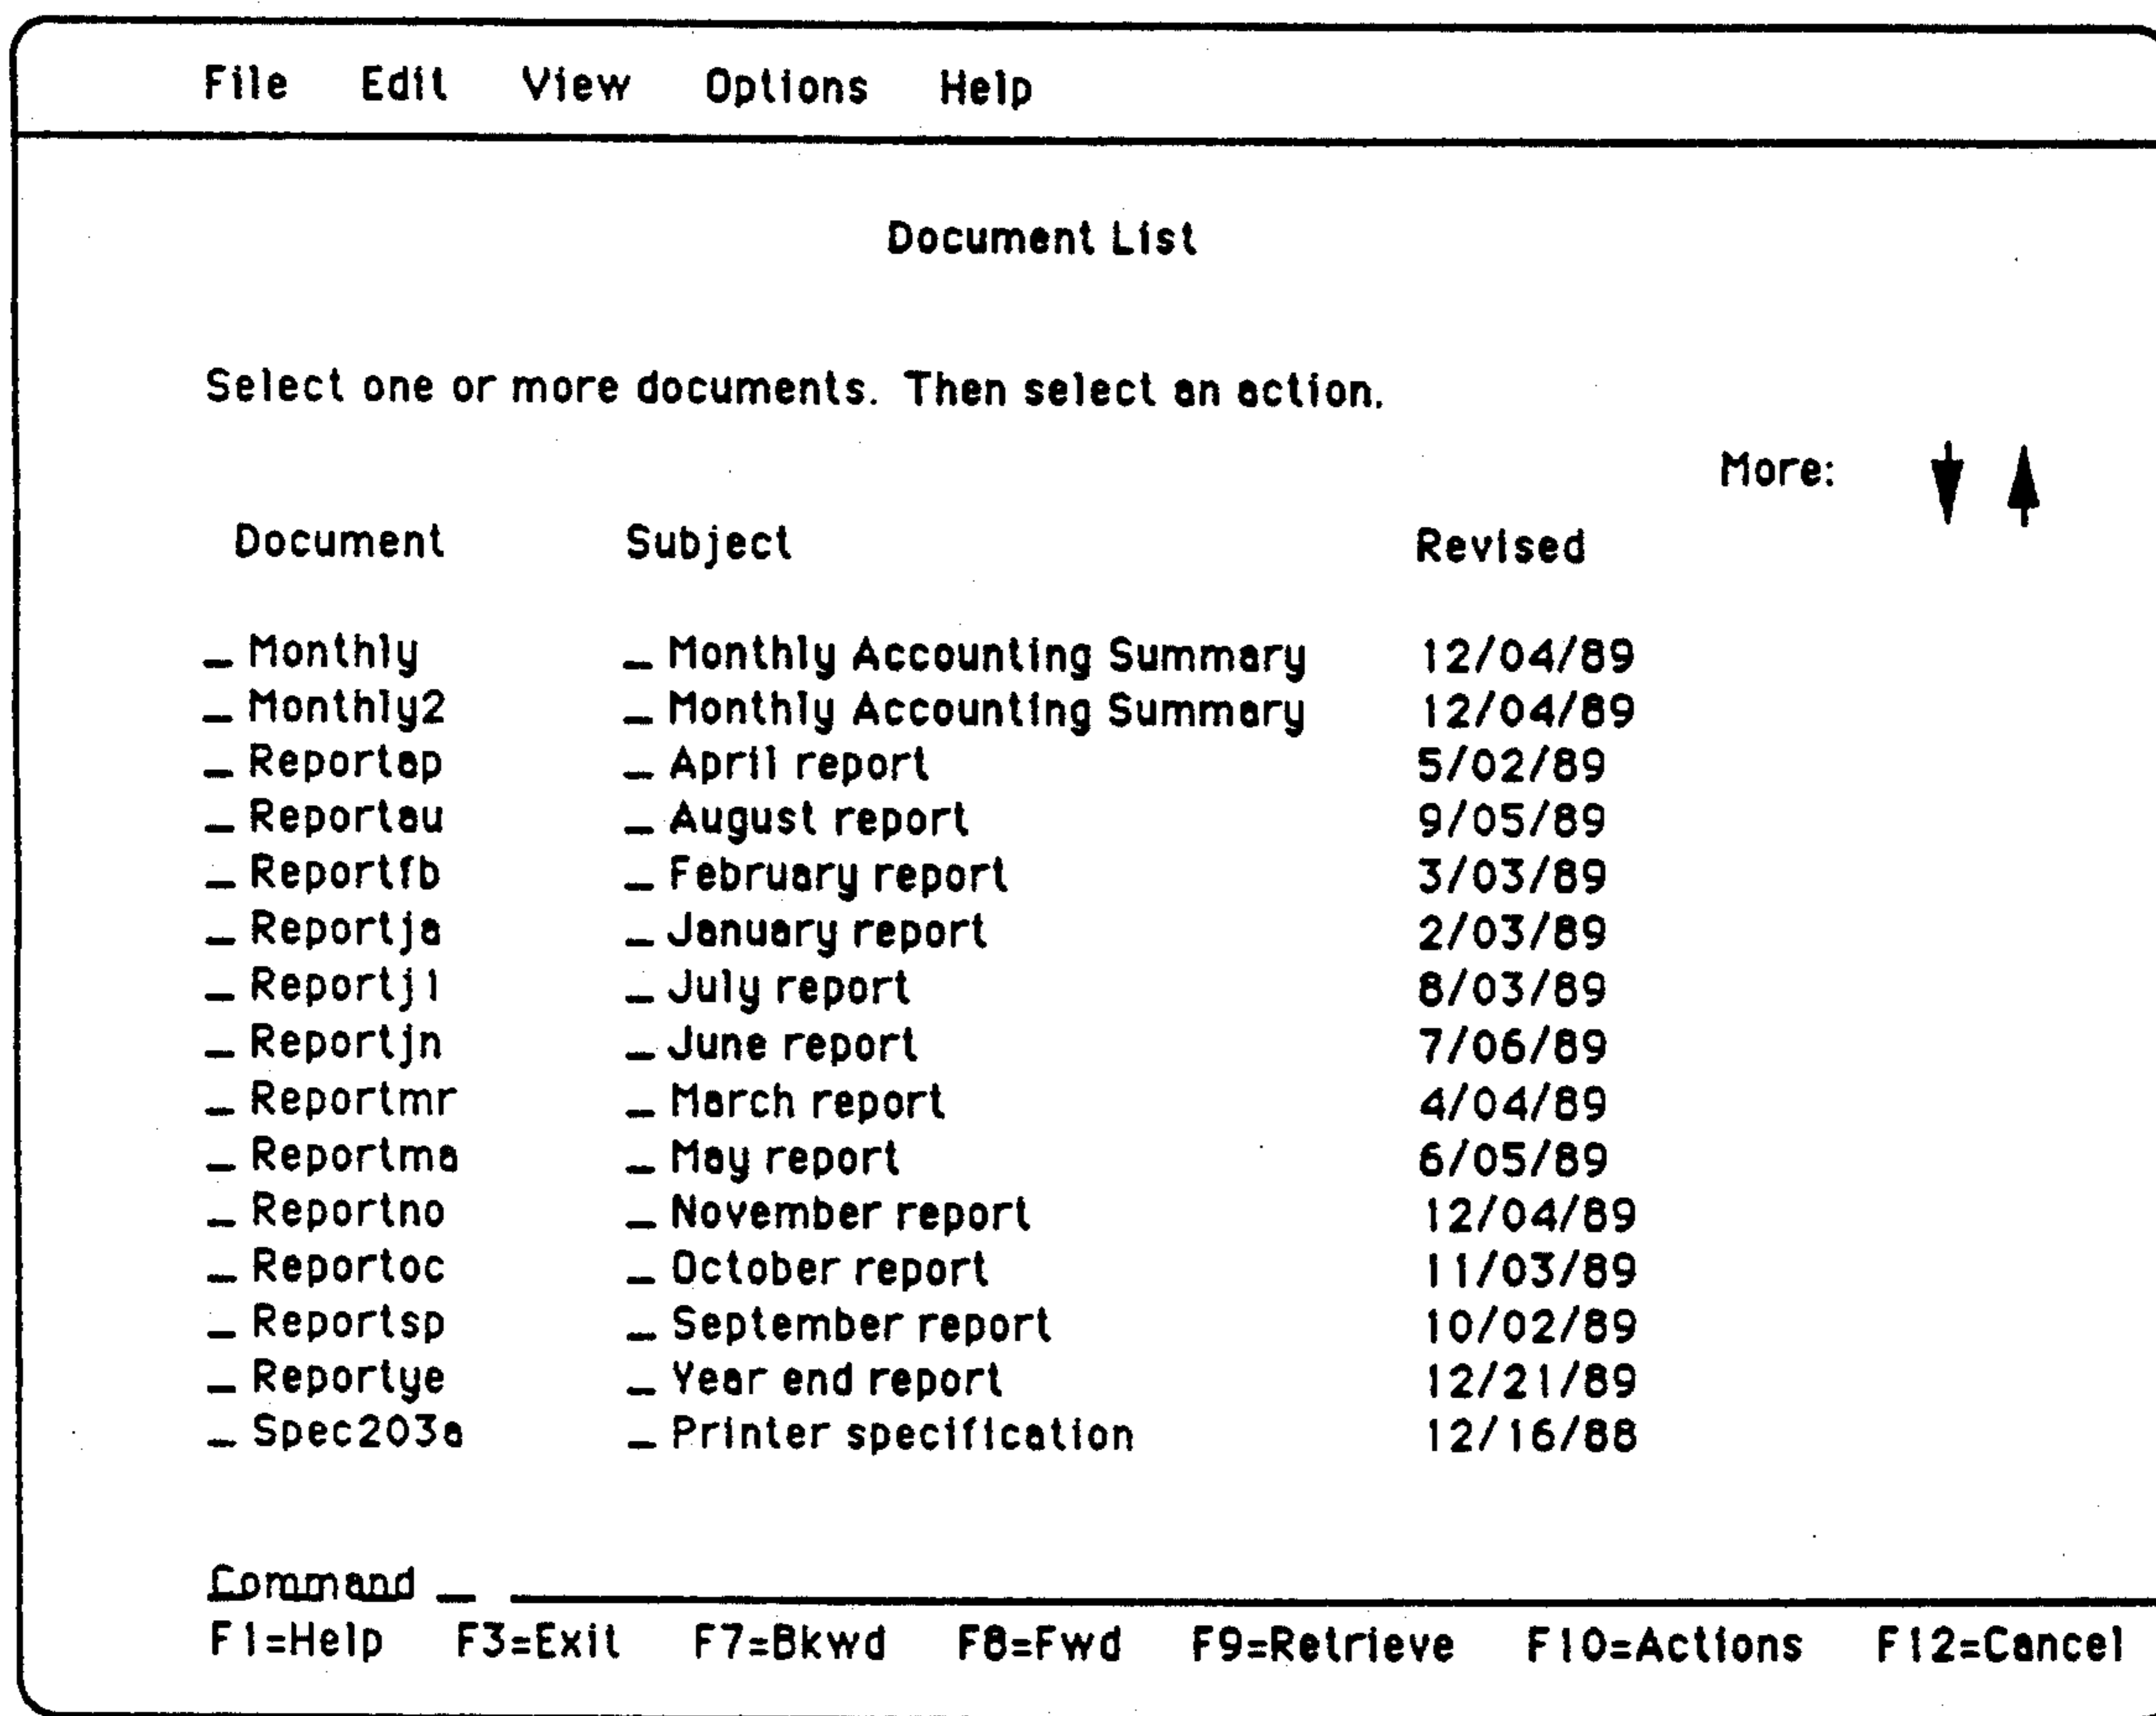 File Edit View Options Help
Document List
Select one or more documents. Then select an action.
More:
Document Subject Revised
_ Monthly _ Monthly Accounting Summary 12/04/89
_ Monthly2 _ Monthly Accounting Summary 12/04/89
_ Reportap _ April report 5/02/89
_ Reportau _ August report 9/05/89
_ Reportfb _ February report 3/03/89
_ Reportja _ January report 2/03/89
_ Reportjl _ July report 8/03/89
_ Reportjn _ June report 7/06/89
_ Reportmr _ March report 4/04/89
_ Reportma _ May report 6/05/89
_ Reportno _ November report 12/04/89
_ Reportoc _ October report 11/03/89
_ Reportsp _ September report 10/02/89
_ Reportye _ Year end report 12/21/89
_ Spec203a _ Printer specification 12/16/88
Command _
F1=Help F3=Exit F7=Bkwd F8=Fwd F9=Retrieve F10=Actions F12=Cancel